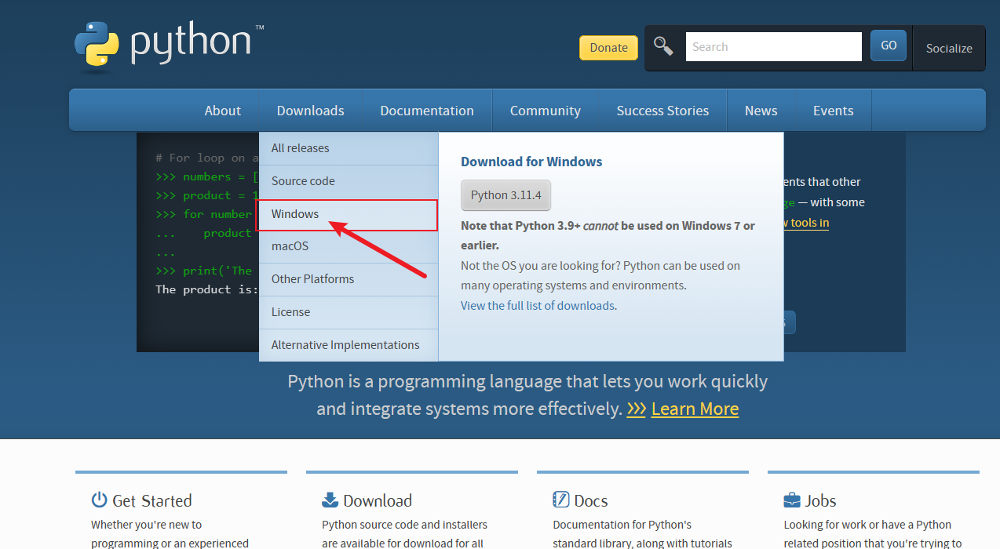 python™
Donate
Search
GO
Socialize
About
Downloads
Documentation
Community
Success Stories
News
Events
# For loop on a
>>> numbers = [
>>> product = 1
>>> for number
... product
...
>>> print('The
The product is:
All releases
Source code
Windows
macOS
Other Platforms
License
Alternative Implementations
Download for Windows
Python 3.11.4
Note that Python 3.9+ cannot be used on Windows 7 or
earlier.
Not the OS you are looking for? Python can be used on
many operating systems and environments.
View the full list of downloads.
ents that other
ge — with some
w tools in
Python is a programming language that lets you work quickly
and integrate systems more effectively. >>> Learn More
Get Started
Whether you're new to
programming or an experienced
Download
Python source code and installers
are available for download for all
Docs
Documentation for Python's
standard library, along with tutorials
Jobs
Looking for work or have a Python
related position that you're trying to